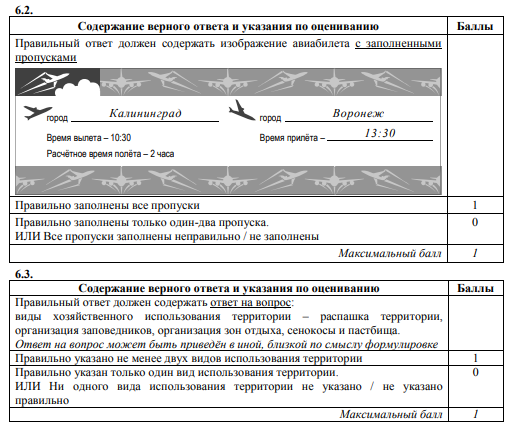 6.2.
Содержание верного ответа и указания по оцениванию Баллы
Правильный ответ должен содержать изображение авиабилета с заполненными
пропусками
город Калининград город Воронеж
Время вылета – 10:30 Время прилёта – 13:30
Расчётное время полёта – 2 часа
Правильно заполнены все пропуски 1
Правильно заполнены только один-два пропуска. 0
ИЛИ Все пропуски заполнены неправильно / не заполнены
Максимальный балл 1
6.3.
Содержание верного ответа и указания по оцениванию Баллы
Правильный ответ должен содержать ответ на вопрос:
виды хозяйственного использования территории – распашка территории,
организация заповедников, организация зон отдыха, сенокосы и пастбища.
Ответ на вопрос может быть приведён в иной, близкой по смыслу формулировке
Правильно указано не менее двух видов использования территории 1
Правильно указан только один вид использования территории. 0
ИЛИ Ни одного вида использования территории не указано / не указано
правильно
Максимальный балл 1